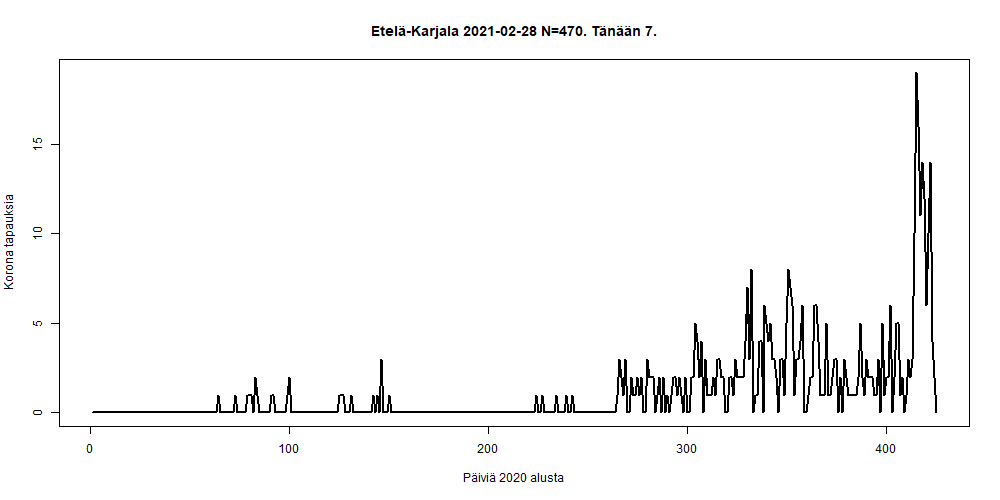 Etelä-Karjala 2021-02-28 N=470. Tänään 7.
Korona tapauksia
15
10
5
0
0 100 200 300 400
Päiviä 2020 alusta